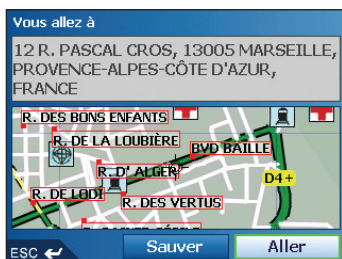 Vous allez à
12 R. PASCAL CROS, 13005 MARSEILLE,
PROVENCE-ALPES-CÔTE D'AZUR,
FRANCE
R. DES BONS ENFANTS
R. DE LA LOUBIÈRE
BVD BAILLE
R. D' ALGER
D4+
R. DE LODI
R. DES VERTUS
ESC
Sauver
Aller